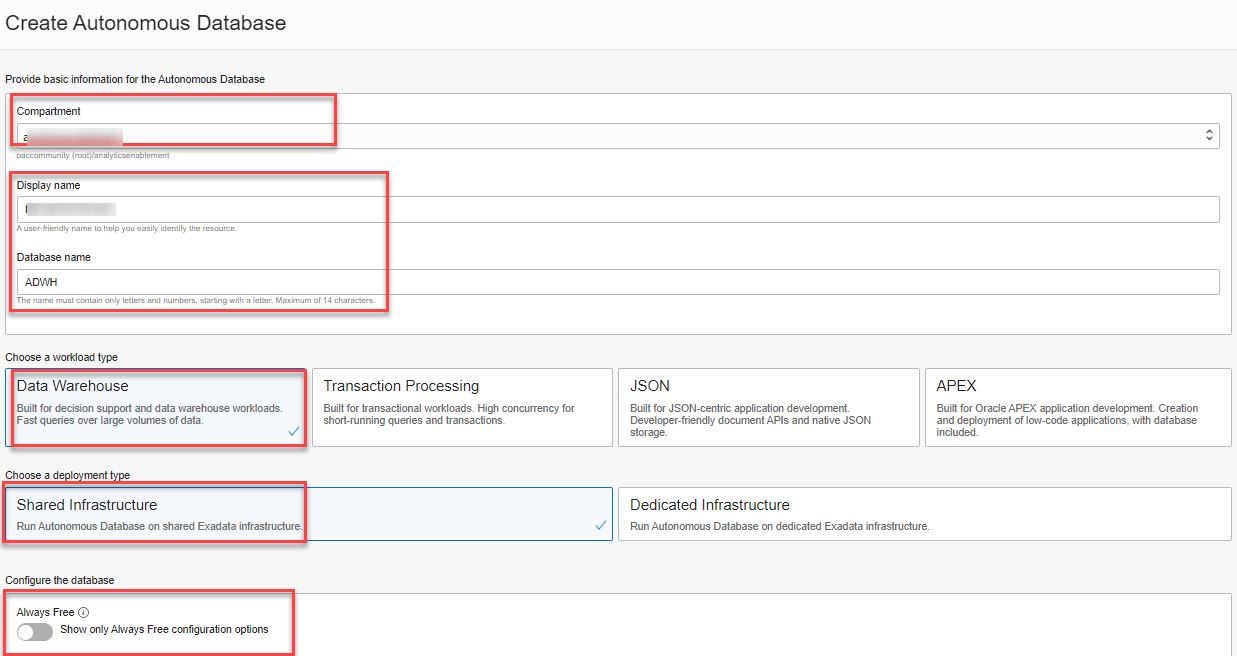 Create Autonomous Database
Provide basic information for the Autonomous Database
Compartment
oaccommunity (root)/analyticsenablement
Display name
A user-friendly name to help you easily identify the resource.
Database name
ADWH
The name must contain only letters and numbers, starting with a letter. Maximum of 14 characters.
Choose a workload type
Data Warehouse
Built for decision support and data warehouse workloads.
Fast queries over large volumes of data.
Transaction Processing
Built for transactional workloads. High concurrency for
short-running queries and transactions.
JSON
Built for JSON-centric application development.
Developer-friendly document APIs and native JSON
storage.
APEX
Built for Oracle APEX application development. Creation
and deployment of low-code applications, with database
included.
Choose a deployment type
Shared Infrastructure
Run Autonomous Database on shared Exadata infrastructure.
Dedicated Infrastructure
Run Autonomous Database on dedicated Exadata infrastructure.
Configure the database
Always Free
Show only Always Free configuration options